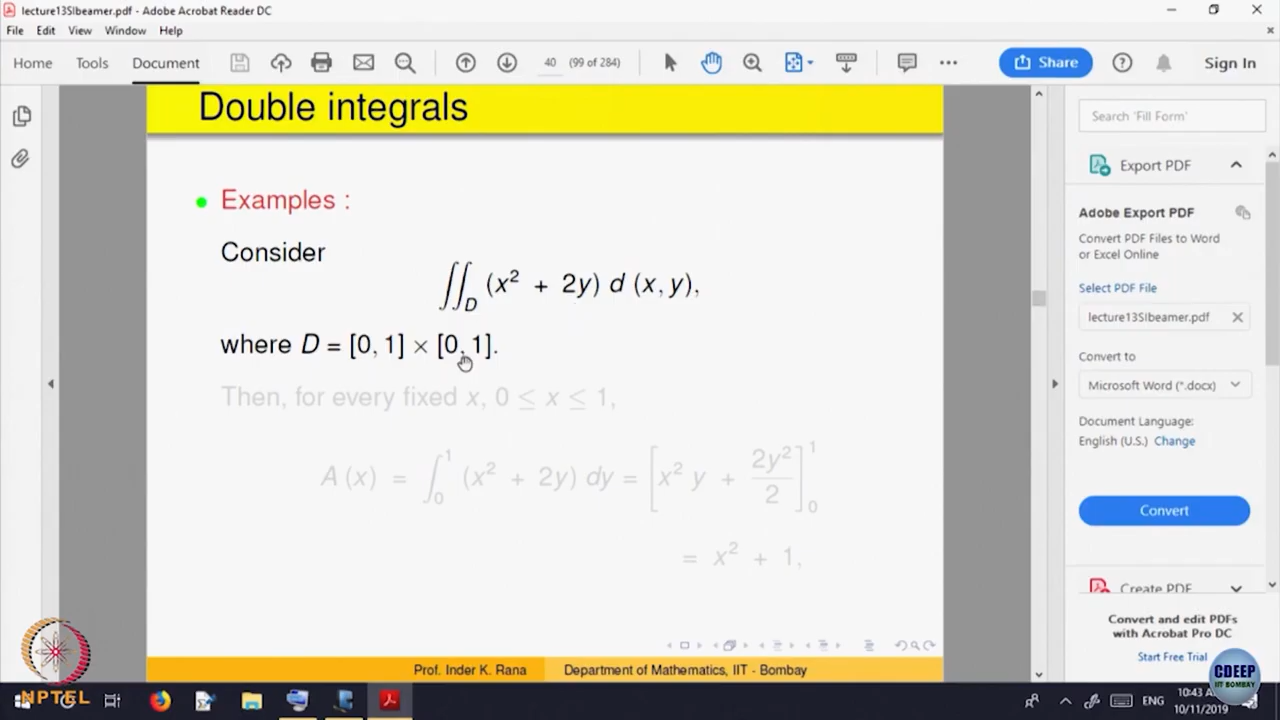 lecture13SIbeamer.pdf - Adobe Acrobat Reader DC
File Edit View Window Help
Home Tools Document 40 (99 of 284) Share Sign In
Double integrals
Examples :
Consider
∬_D (x² + 2y) d (x, y),
where D = [0, 1] × [0, 1].
Then, for every fixed x, 0 ≤ x ≤ 1,
A (x) = ∫₀¹ (x² + 2y) dy = [x² y + 2y²/2]₀¹
= x² + 1,
Prof. Inder K. Rana Department of Mathematics, IIT - Bombay
Search 'Fill Form'
Export PDF
Adobe Export PDF
Convert PDF Files to Word
or Excel Online
Select PDF File
lecture13SIbeamer.pdf
Convert to
Microsoft Word (*.docx)
Document Language:
English (U.S.) Change
Convert
Create PDF
Convert and edit PDFs
with Acrobat Pro DC
Start Free Trial
NPTEL
CDEEP
IIT BOMBAY
ENG
10:43
10/11/2019